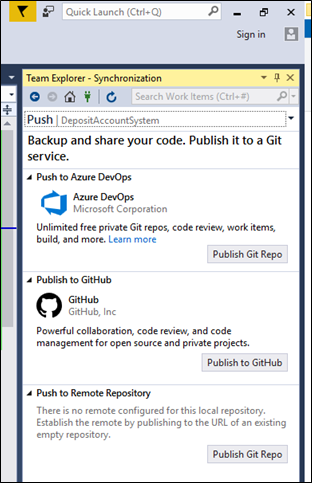 Quick Launch (Ctrl+Q)
Sign in
Team Explorer - Synchronization
Search Work Items (Ctrl+#)
Push | DepositAccountSystem
Backup and share your code. Publish it to a Git
service.
Push to Azure DevOps
Azure DevOps
Microsoft Corporation
Unlimited free private Git repos, code review, work items,
build, and more. Learn more
Publish Git Repo
Publish to GitHub
GitHub
GitHub, Inc
Powerful collaboration, code review, and code
management for open source and private projects.
Publish to GitHub
Push to Remote Repository
There is no remote configured for this local repository.
Establish the remote by publishing to the URL of an existing
empty repository.
Publish Git Repo